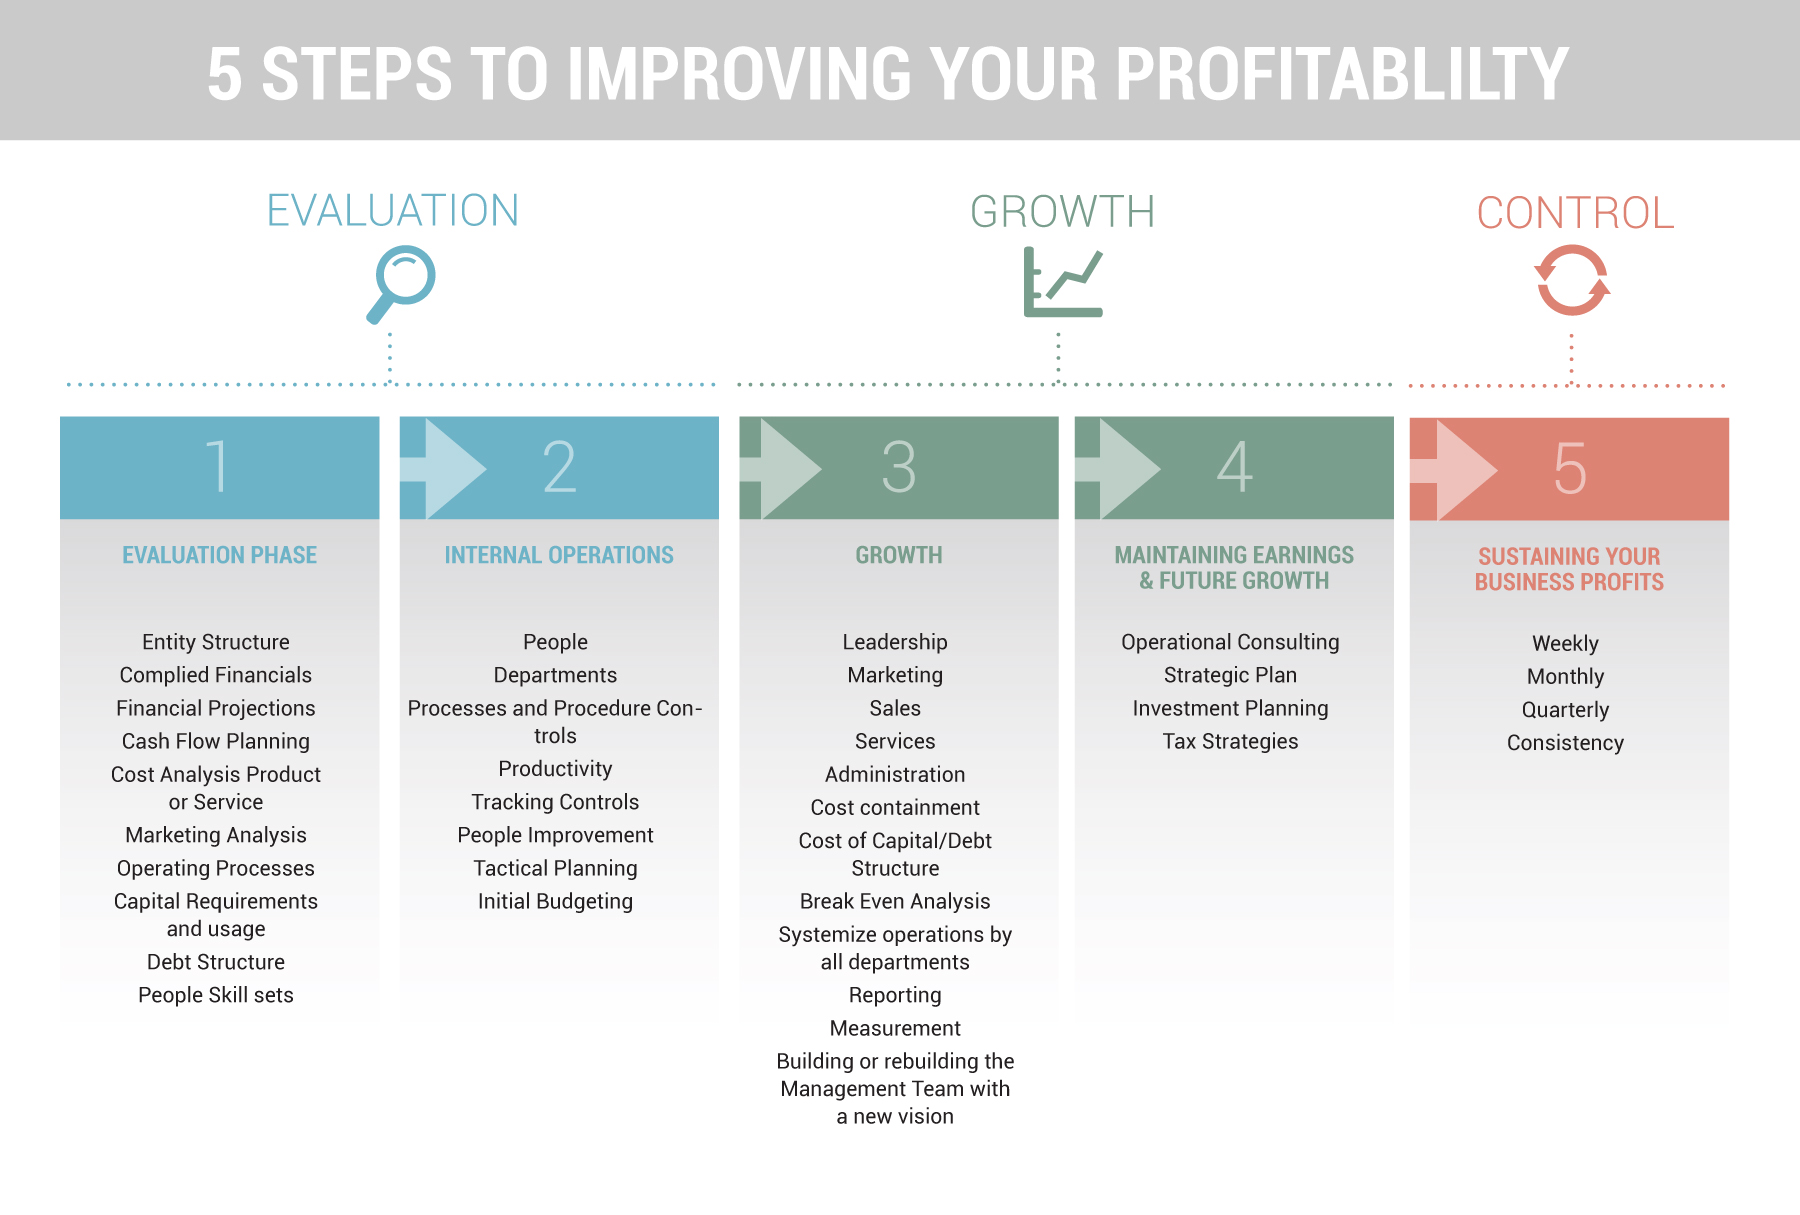 5 STEPS TO IMPROVING YOUR PROFITABLILTY
EVALUATION
GROWTH
CONTROL
1
EVALUATION PHASE
Entity Structure
Complied Financials
Financial Projections
Cash Flow Planning
Cost Analysis Product
or Service
Marketing Analysis
Operating Processes
Capital Requirements
and usage
Debt Structure
People Skill sets
2
INTERNAL OPERATIONS
People
Departments
Processes and Procedure Con-
trols
Productivity
Tracking Controls
People Improvement
Tactical Planning
Initial Budgeting
3
GROWTH
Leadership
Marketing
Sales
Services
Administration
Cost containment
Cost of Capital/Debt
Structure
Break Even Analysis
Systemize operations by
all departments
Reporting
Measurement
Building or rebuilding the
Management Team with
a new vision
4
MAINTAINING EARNINGS
& FUTURE GROWTH
Operational Consulting
Strategic Plan
Investment Planning
Tax Strategies
5
SUSTAINING YOUR
BUSINESS PROFITS
Weekly
Monthly
Quarterly
Consistency